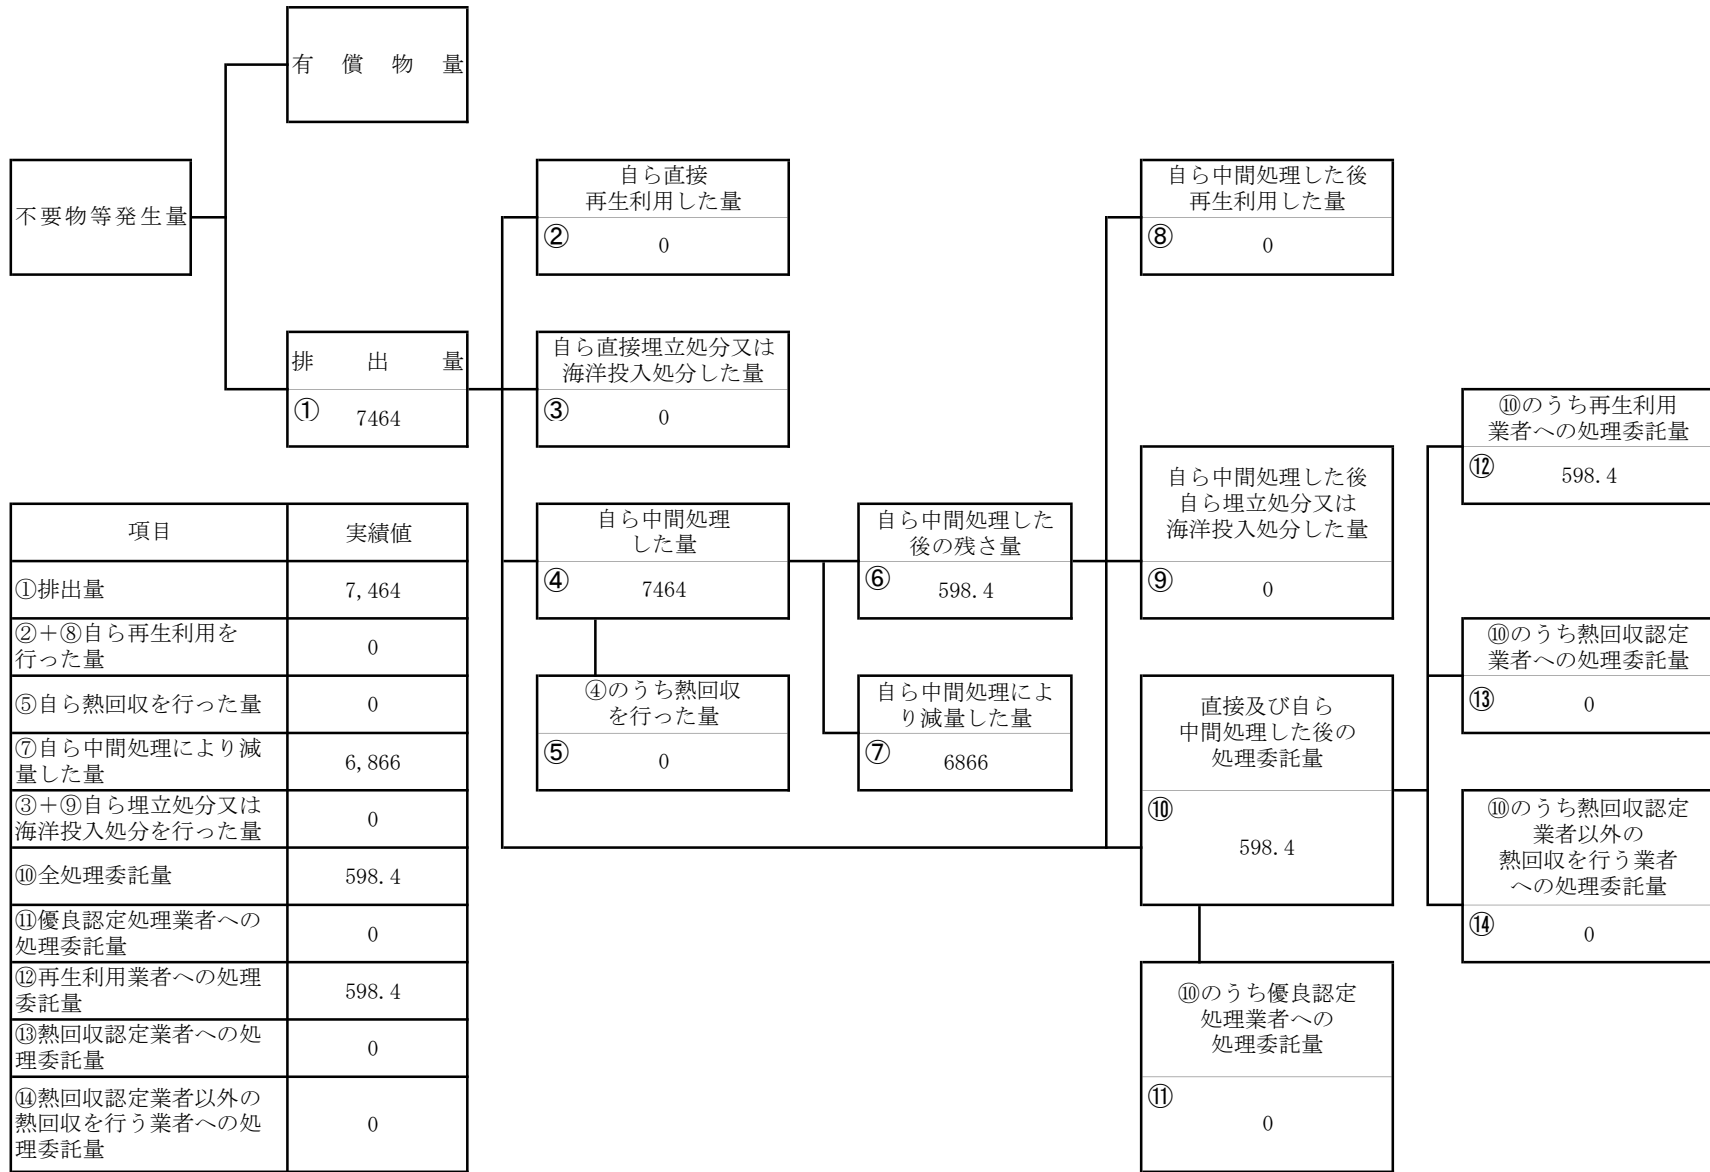 有償物量
不要物等発生量
自ら直接
再生利用した量
②
0
自ら中間処理した後
再生利用した量
⑧
0
排出量
①
7464
自ら直接埋立処分又は
海洋投入処分した量
③
0
⑩のうち再生利用
業者への処理委託量
⑫
598.4
自ら中間処理
した量
④
7464
自ら中間処理した
後の残さ量
⑥
598.4
自ら中間処理した後
自ら埋立処分又は
海洋投入処分した量
⑨
0
⑩のうち熱回収認定
業者への処理委託量
⑬
0
④のうち熱回収
を行った量
⑤
0
自ら中間処理によ
り減量した量
⑦
6866
直接及び自ら
中間処理した後の
処理委託量
⑩
598.4
⑩のうち熱回収認定
業者以外の
熱回収を行う業者
への処理委託量
⑭
0
⑩のうち優良認定
処理業者への
処理委託量
⑪
0
項目 実績値
①排出量 7,464
②+⑧自ら再生利用を
行った量 0
⑤自ら熱回収を行った量 0
⑦自ら中間処理により減
量した量 6,866
③+⑨自ら埋立処分又は
海洋投入処分を行った量 0
⑩全処理委託量 598.4
⑪優良認定処理業者への
処理委託量 0
⑫再生利用業者への処理
委託量 598.4
⑬熱回収認定業者への処
理委託量 0
⑭熱回収認定業者以外の
熱回収を行う業者への処
理委託量 0